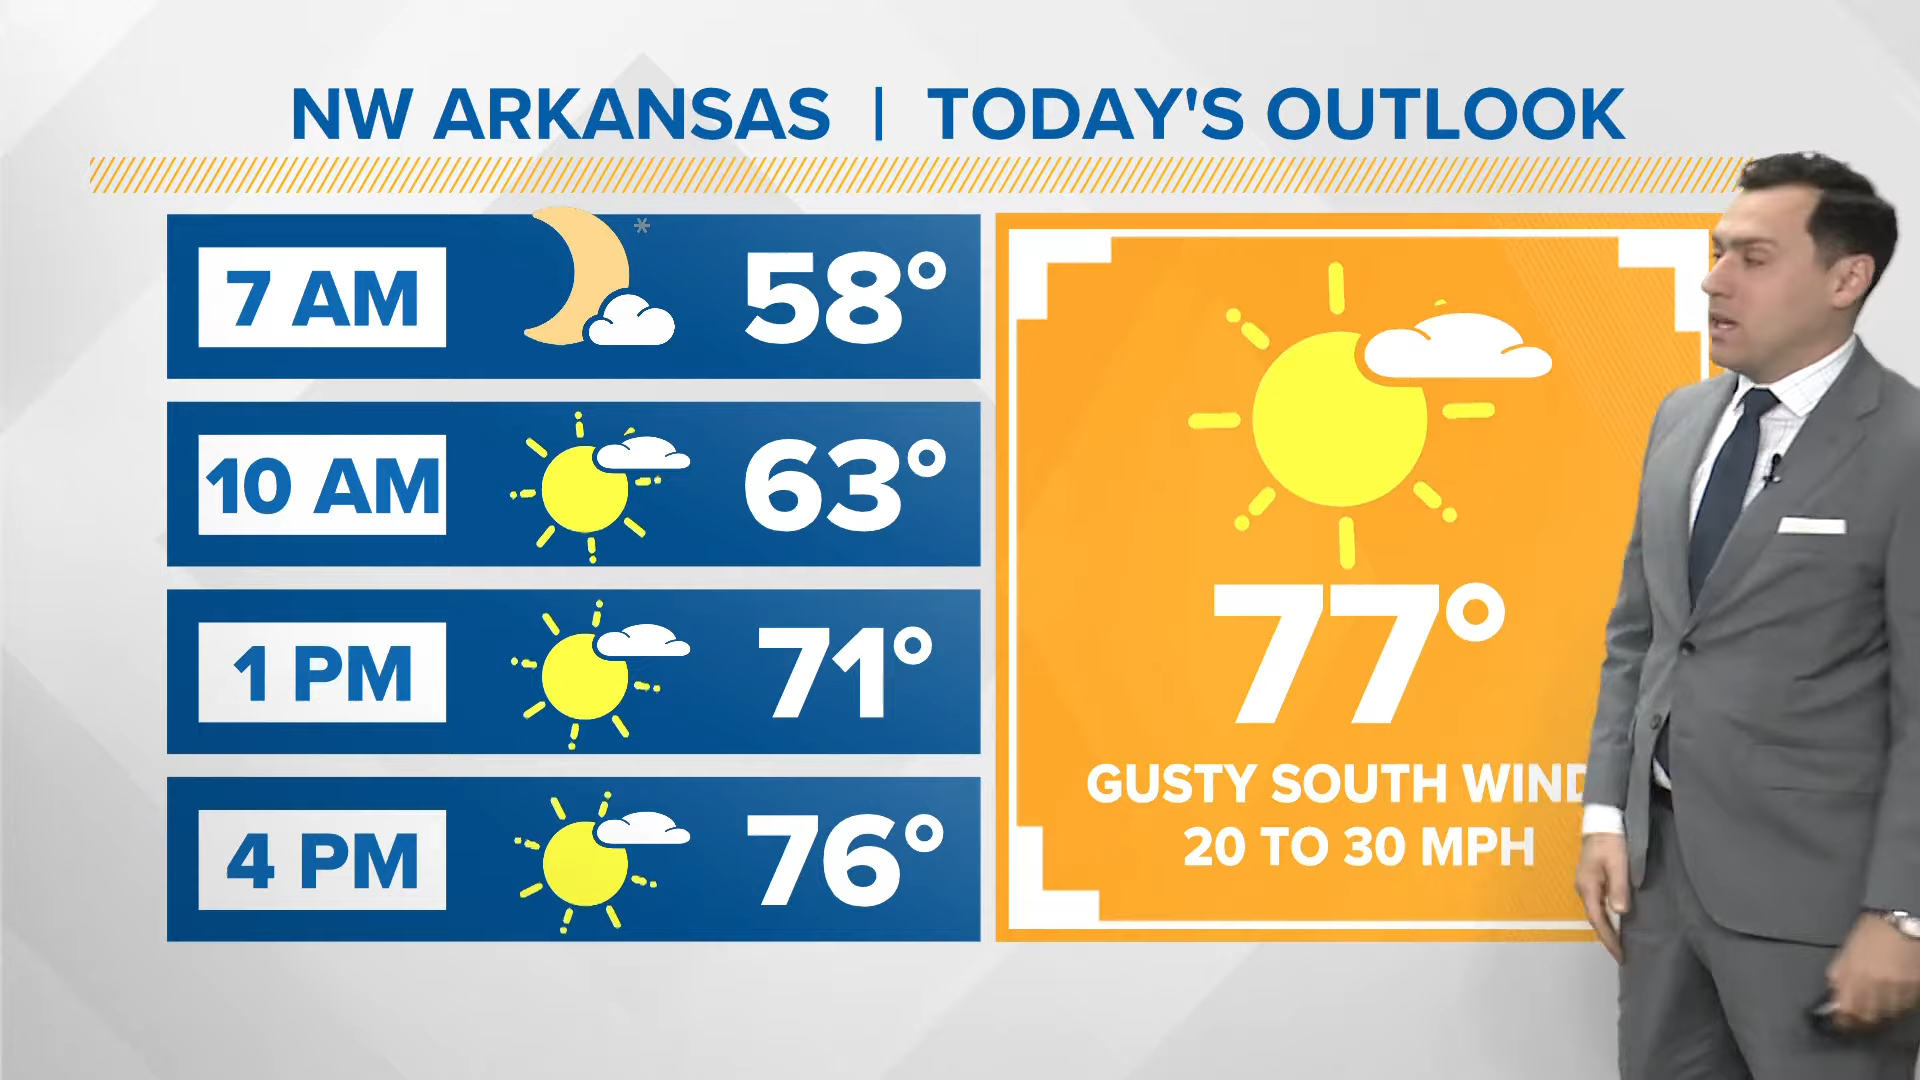 NW ARKANSAS | TODAY'S OUTLOOK
7 AM 58°
10 AM 63°
1 PM 71°
4 PM 76°
77°
GUSTY SOUTH WIND
20 TO 30 MPH